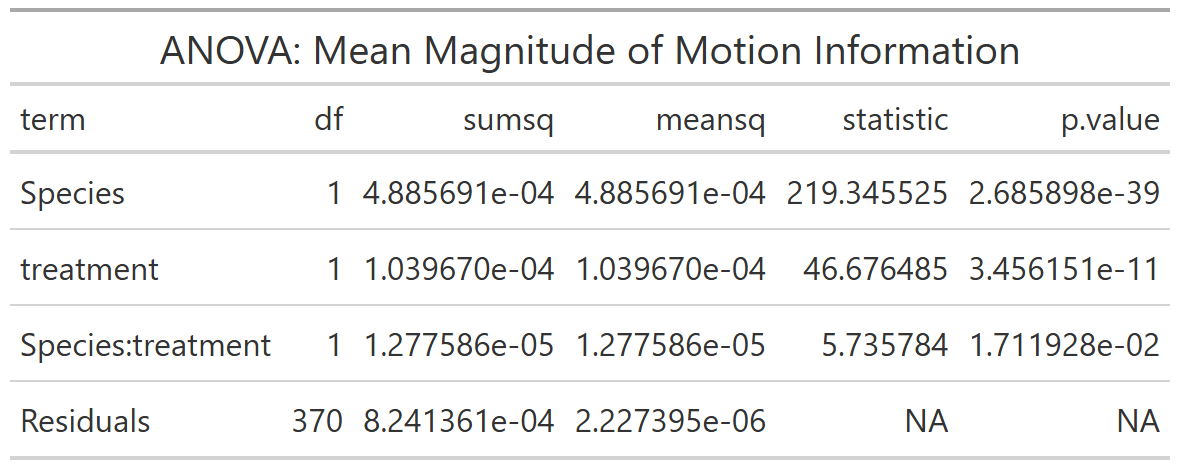 ANOVA: Mean Magnitude of Motion Information
term df sumsq meansq statistic p.value
Species 1 4.885691e-04 4.885691e-04 219.345525 2.685898e-39
treatment 1 1.039670e-04 1.039670e-04 46.676485 3.456151e-11
Species:treatment 1 1.277586e-05 1.277586e-05 5.735784 1.711928e-02
Residuals 370 8.241361e-04 2.227395e-06 NA NA